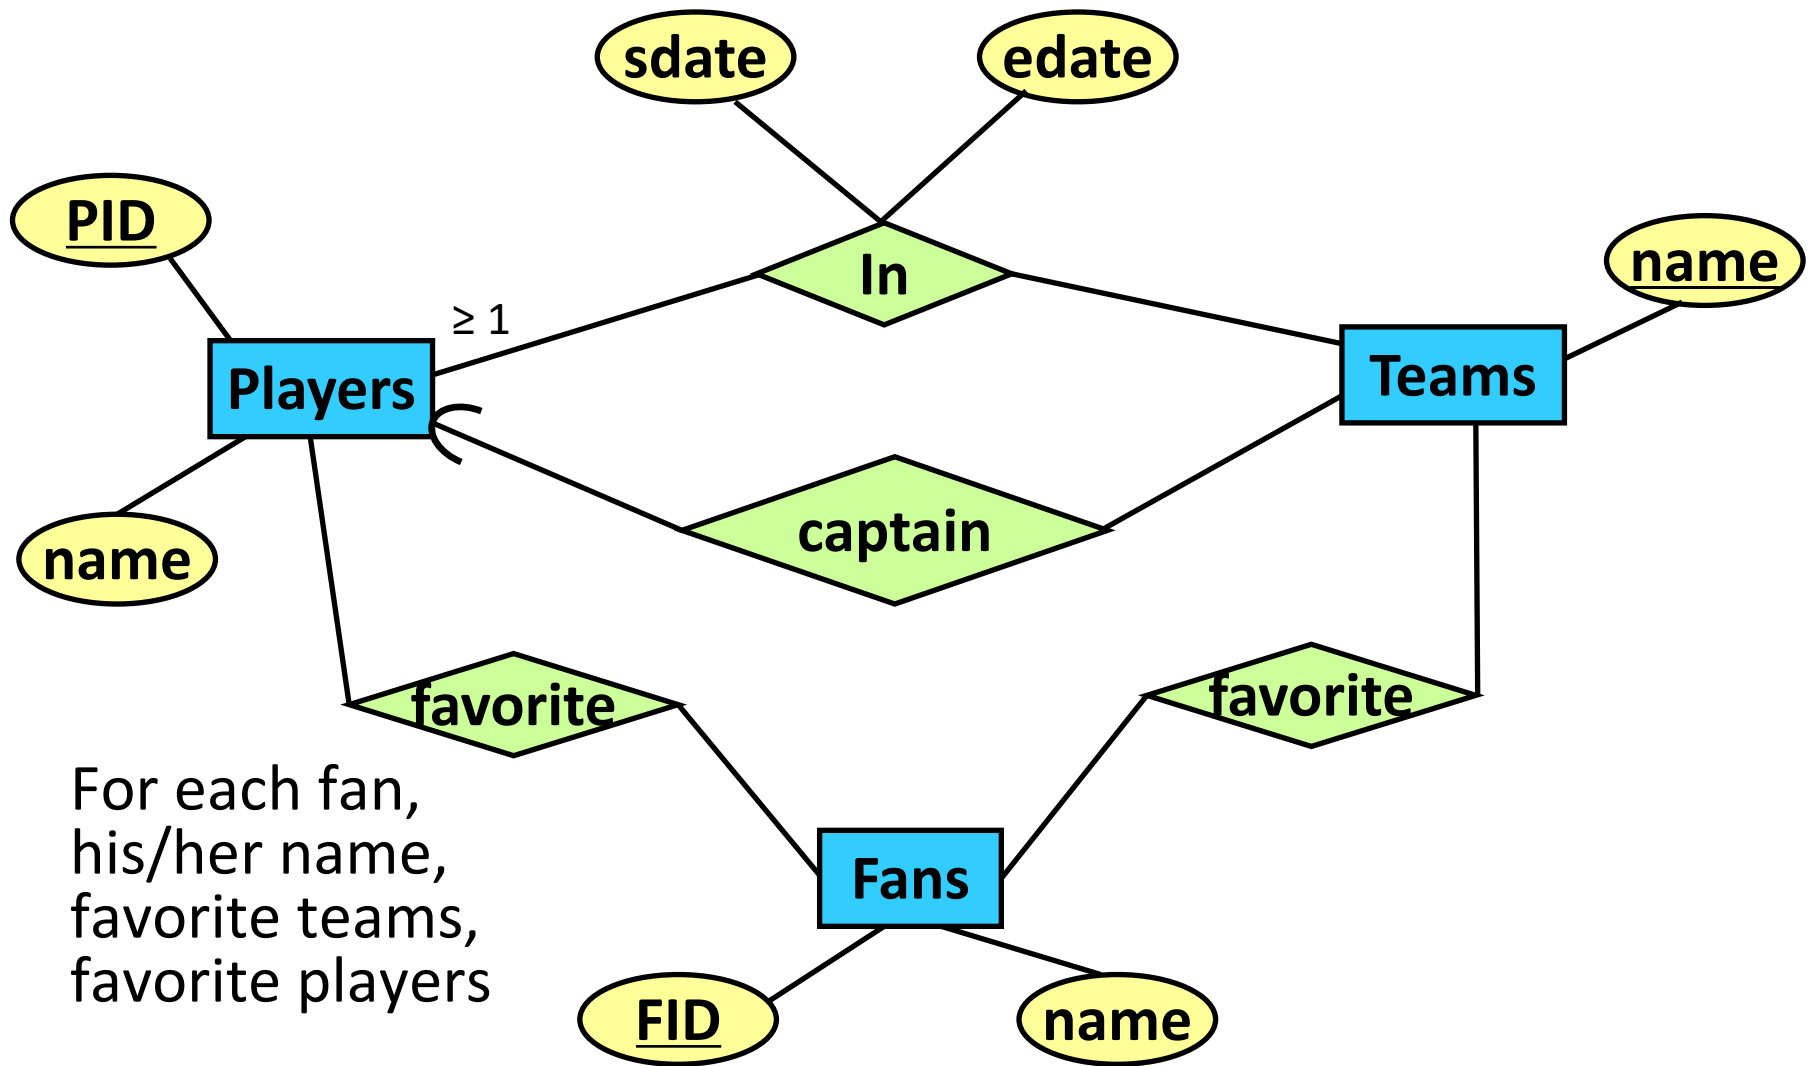 sdate
edate
PID
In
name
≥ 1
Players
Teams
captain
name
favorite
favorite
For each fan,
his/her name,
favorite teams,
favorite players
Fans
FID
name